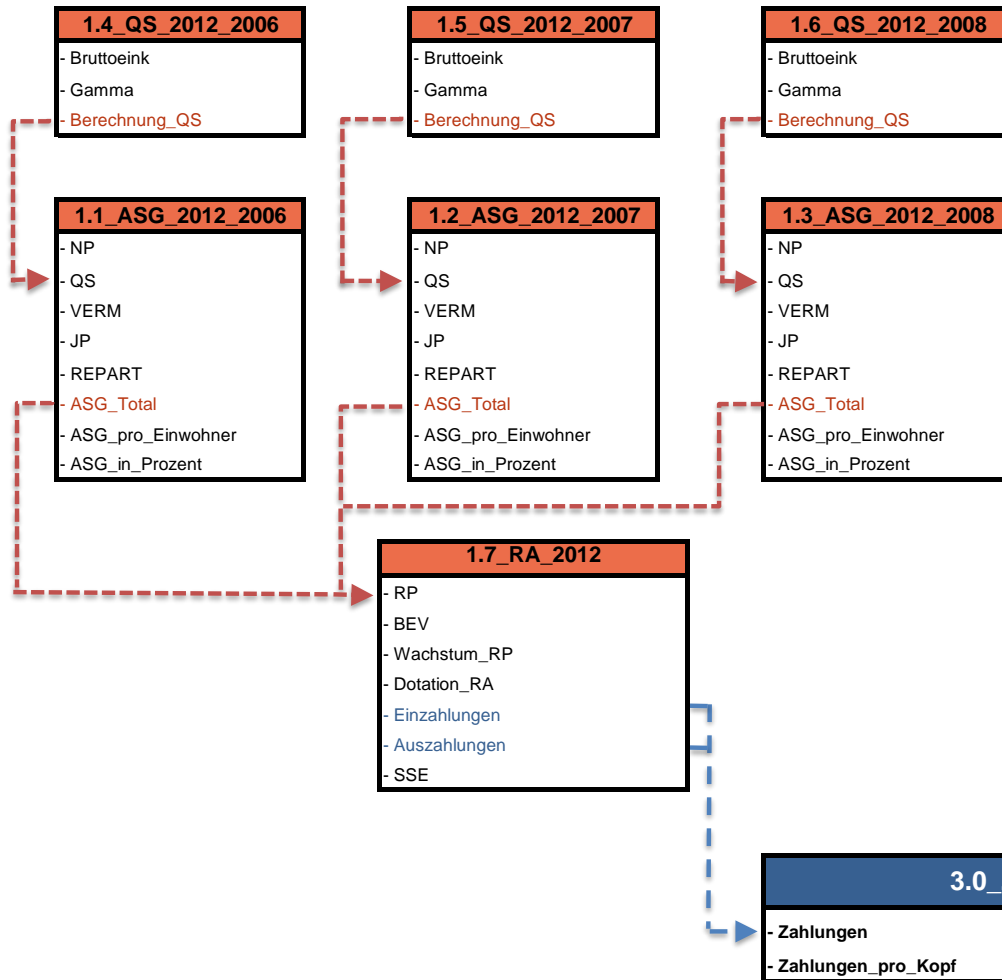 1.4_QS_2012_2006
- Bruttoeink
- Gamma
- Berechnung_QS
1.5_QS_2012_2007
- Bruttoeink
- Gamma
- Berechnung_QS
1.6_QS_2012_2008
- Bruttoeink
- Gamma
- Berechnung_QS
1.1_ASG_2012_2006
- NP
- QS
- VERM
- JP
- REPART
- ASG_Total
- ASG_pro_Einwohner
- ASG_in_Prozent
1.2_ASG_2012_2007
- NP
- QS
- VERM
- JP
- REPART
- ASG_Total
- ASG_pro_Einwohner
- ASG_in_Prozent
1.3_ASG_2012_2008
- NP
- QS
- VERM
- JP
- REPART
- ASG_Total
- ASG_pro_Einwohner
- ASG_in_Prozent
1.7_RA_2012
- RP
- BEV
- Wachstum_RP
- Dotation_RA
- Einzahlungen
- Auszahlungen
- SSE
3.0_
- Zahlungen
- Zahlungen_pro_Kopf